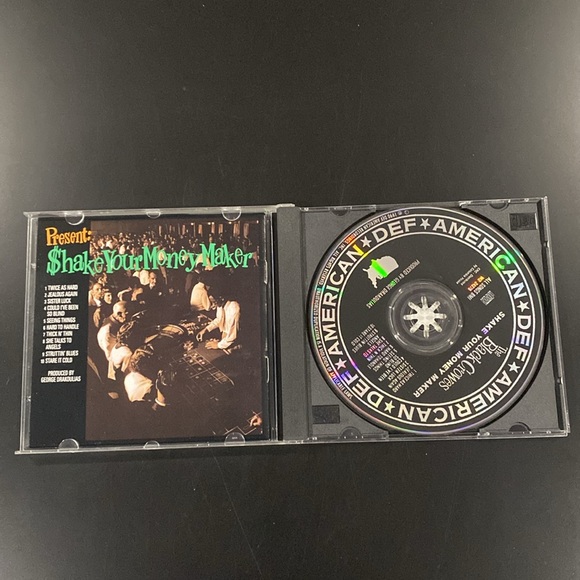 Present:
$hake Your Money Maker
1 TWICE AS HARD
2 JEALOUS AGAIN
3 SISTER LUCK
4 COULD I'VE BEEN
SO BLIND
5 SEEING THINGS
6 HARD TO HANDLE
7 THICK N' THIN
8 SHE TALKS TO
ANGELS
9 STRUTTIN' BLUES
10 STARE IT COLD
PRODUCED BY
GEORGE DRAKOULIAS
DEF ★ AMERICAN ★ DEF ★ AMERICAN ★ DEF ★ AMERICAN
PRODUCED BY GEORGE DRAKOULIAS
The Black Crowes
SHAKE YOUR MONEY MAKER